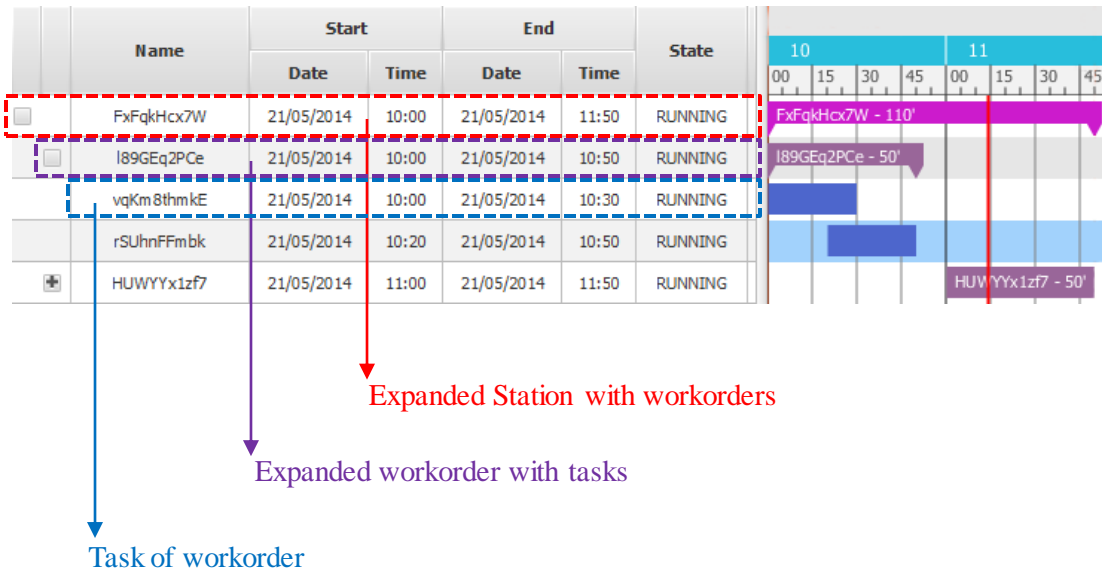 Start End
Name State
Date Time Date Time
10 11
00 15 30 45 00 15 30 45
FxFqkHcx7W 21/05/2014 10:00 21/05/2014 11:50 RUNNING FxFqkHcx7W - 110'
l89GEq2PCe 21/05/2014 10:00 21/05/2014 10:50 RUNNING l89GEq2PCe - 50'
vqKm8thmkE 21/05/2014 10:00 21/05/2014 10:30 RUNNING
rSUhnFFmbk 21/05/2014 10:20 21/05/2014 10:50 RUNNING
HUWYYx1zf7 21/05/2014 11:00 21/05/2014 11:50 RUNNING HUWYYx1zf7 - 50'
Expanded Station with workorders
Expanded workorder with tasks
Task of workorder